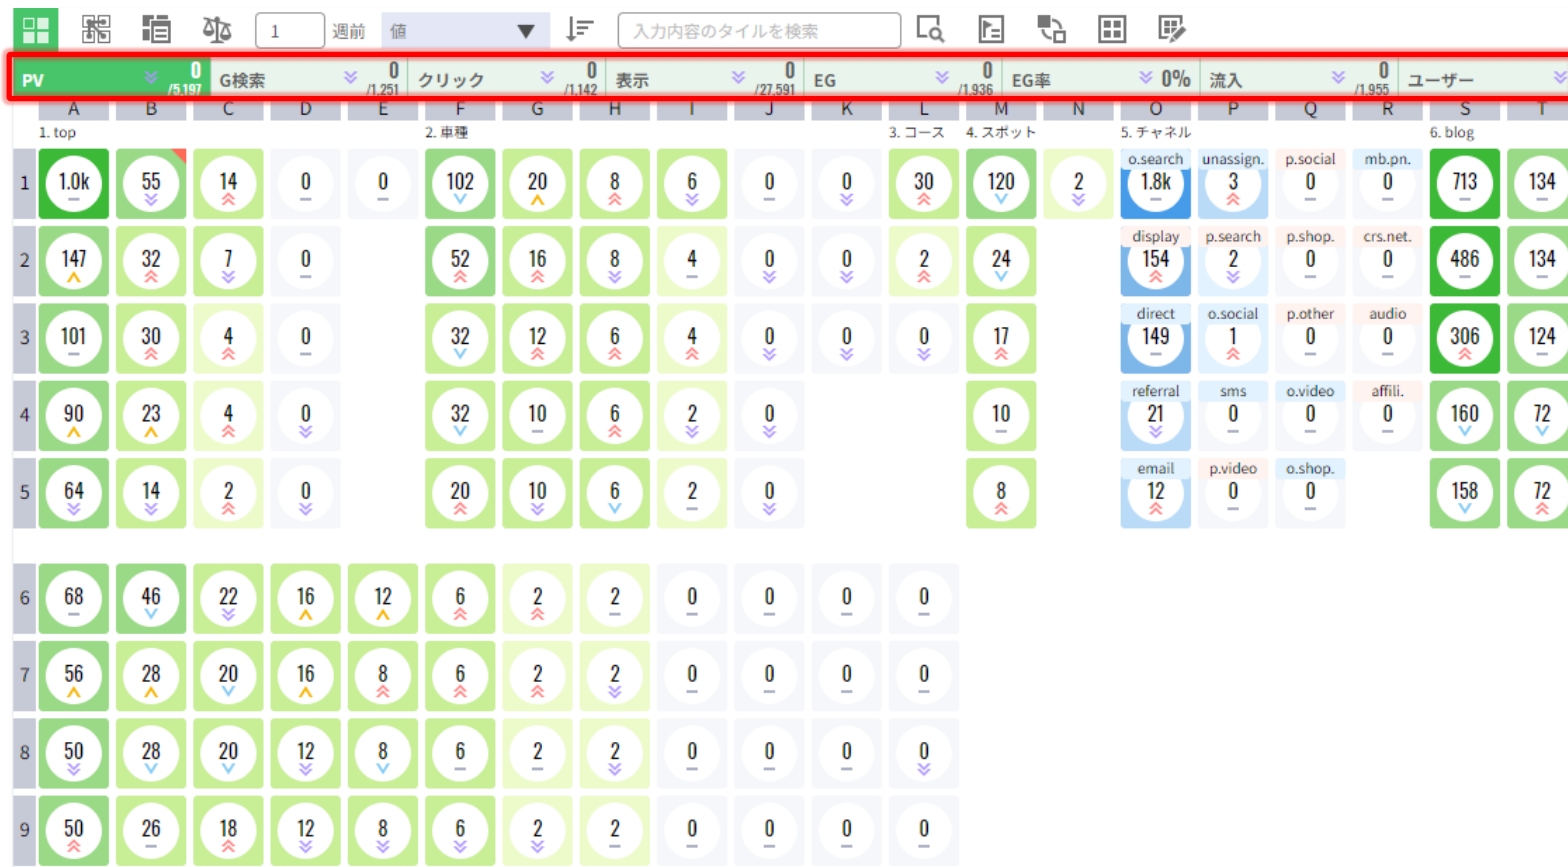 1 週前 値 入力内容のタイルを検索
PV 0 /5,197 G検索 0 /1,251 クリック 0 /1,142 表示 0 /27,591 EG 0 /1,936 EG率 0% 流入 0 /1,955 ユーザー
A B C D E F G H I J K L M N O P Q R S T
1. top 2. 車種 3. コース 4. スポット 5. チャネル 6. blog
o.search unassign. p.social mb.pn.
1 1.0k 55 14 0 0 102 20 8 6 0 0 30 120 2 1.8k 3 0 0 713 134
display p.search p.shop. crs.net.
2 147 32 7 0 52 16 8 4 0 0 2 24 154 2 0 0 486 134
direct o.social p.other audio
3 101 30 4 0 32 12 6 4 0 0 0 17 149 1 0 0 306 124
referral sms o.video affili.
4 90 23 4 0 32 10 6 2 0 10 21 0 0 0 160 72
email p.video o.shop.
5 64 14 2 0 20 10 6 2 0 8 12 0 0 158 72
6 68 46 22 16 12 6 2 2 0 0 0 0
7 56 28 20 16 8 6 2 2 0 0 0 0
8 50 28 20 12 8 6 2 2 0 0 0 0
9 50 26 18 12 8 6 2 2 0 0 0 0